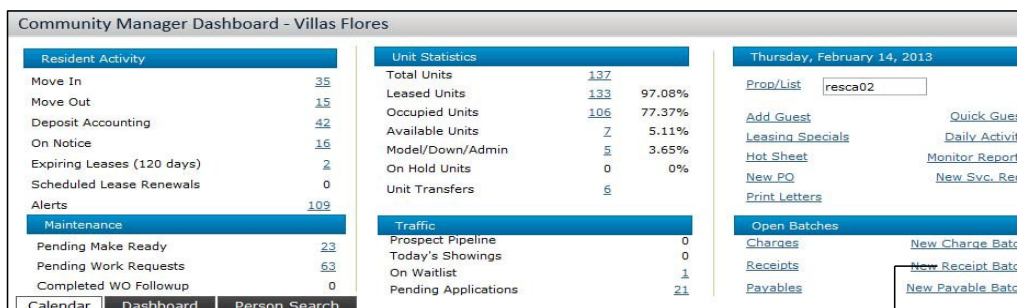 Community Manager Dashboard - Villas Flores
Resident Activity
Move In 35
Move Out 15
Deposit Accounting 42
On Notice 16
Expiring Leases (120 days) 2
Scheduled Lease Renewals 0
Alerts 109
Maintenance
Pending Make Ready 23
Pending Work Requests 63
Completed WO Followup 0
Calendar Dashboard Person Search
Unit Statistics
Total Units 137
Leased Units 133 97.08%
Occupied Units 106 77.37%
Available Units 7 5.11%
Model/Down/Admin 5 3.65%
On Hold Units 0 0%
Unit Transfers 6
Traffic
Prospect Pipeline 0
Today's Showings 0
On Waitlist 1
Pending Applications 21
Thursday, February 14, 2013
Prop/List resca02
Add Guest Quick Gues
Leasing Specials Daily Activit
Hot Sheet Monitor Report
New PO New Svc. Re
Print Letters
Open Batches
Charges New Charge Batc
Receipts New Receipt Batc
Payables New Payable Batc